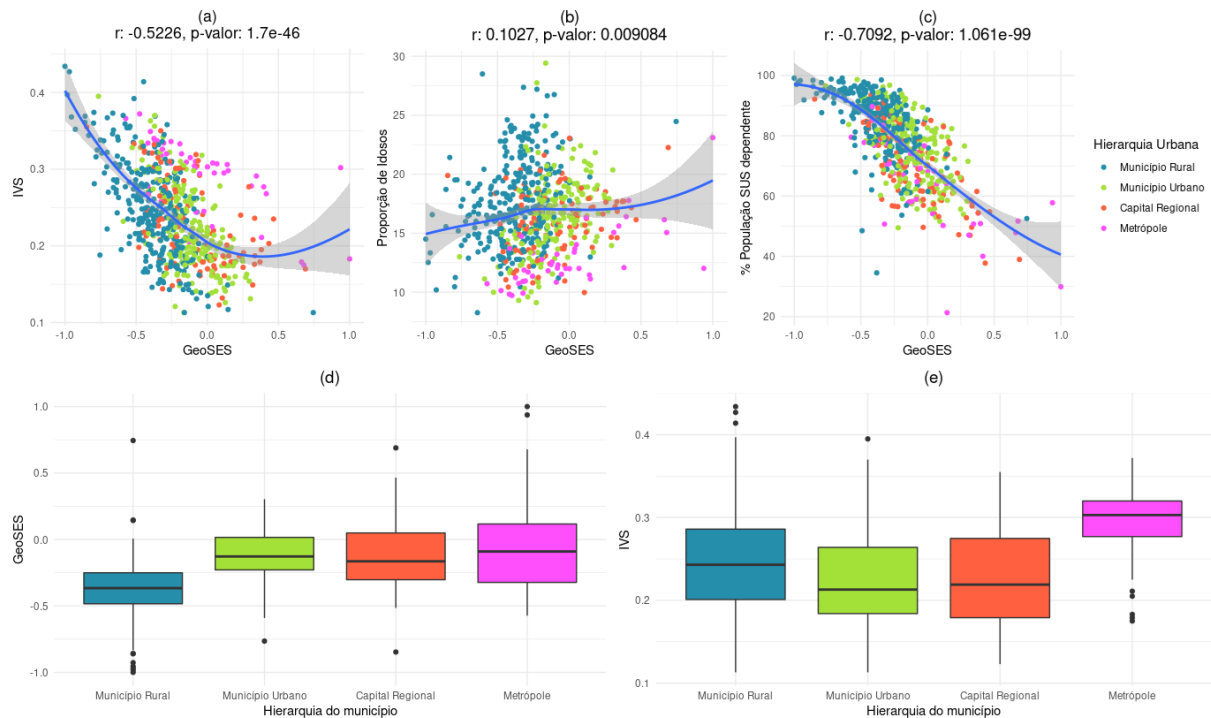 (a)
r: -0.5226, p-valor: 1.7e-46
IVS
0.4
0.3
0.2
0.1
-1.0 -0.5 0.0 0.5 1.0
GeoSES
(b)
r: 0.1027, p-valor: 0.009084
Proporção de Idosos
30
25
20
15
10
-1.0 -0.5 0.0 0.5 1.0
GeoSES
(c)
r: -0.7092, p-valor: 1.061e-99
% População SUS dependente
100
80
60
40
20
-1.0 -0.5 0.0 0.5 1.0
GeoSES
Hierarquia Urbana
Município Rural
Município Urbano
Capital Regional
Metrópole
(d)
GeoSES
1.0
0.5
0.0
-0.5
-1.0
Município Rural Município Urbano Capital Regional Metrópole
Hierarquia do município
(e)
IVS
0.4
0.3
0.2
0.1
Município Rural Município Urbano Capital Regional Metrópole
Hierarquia do município